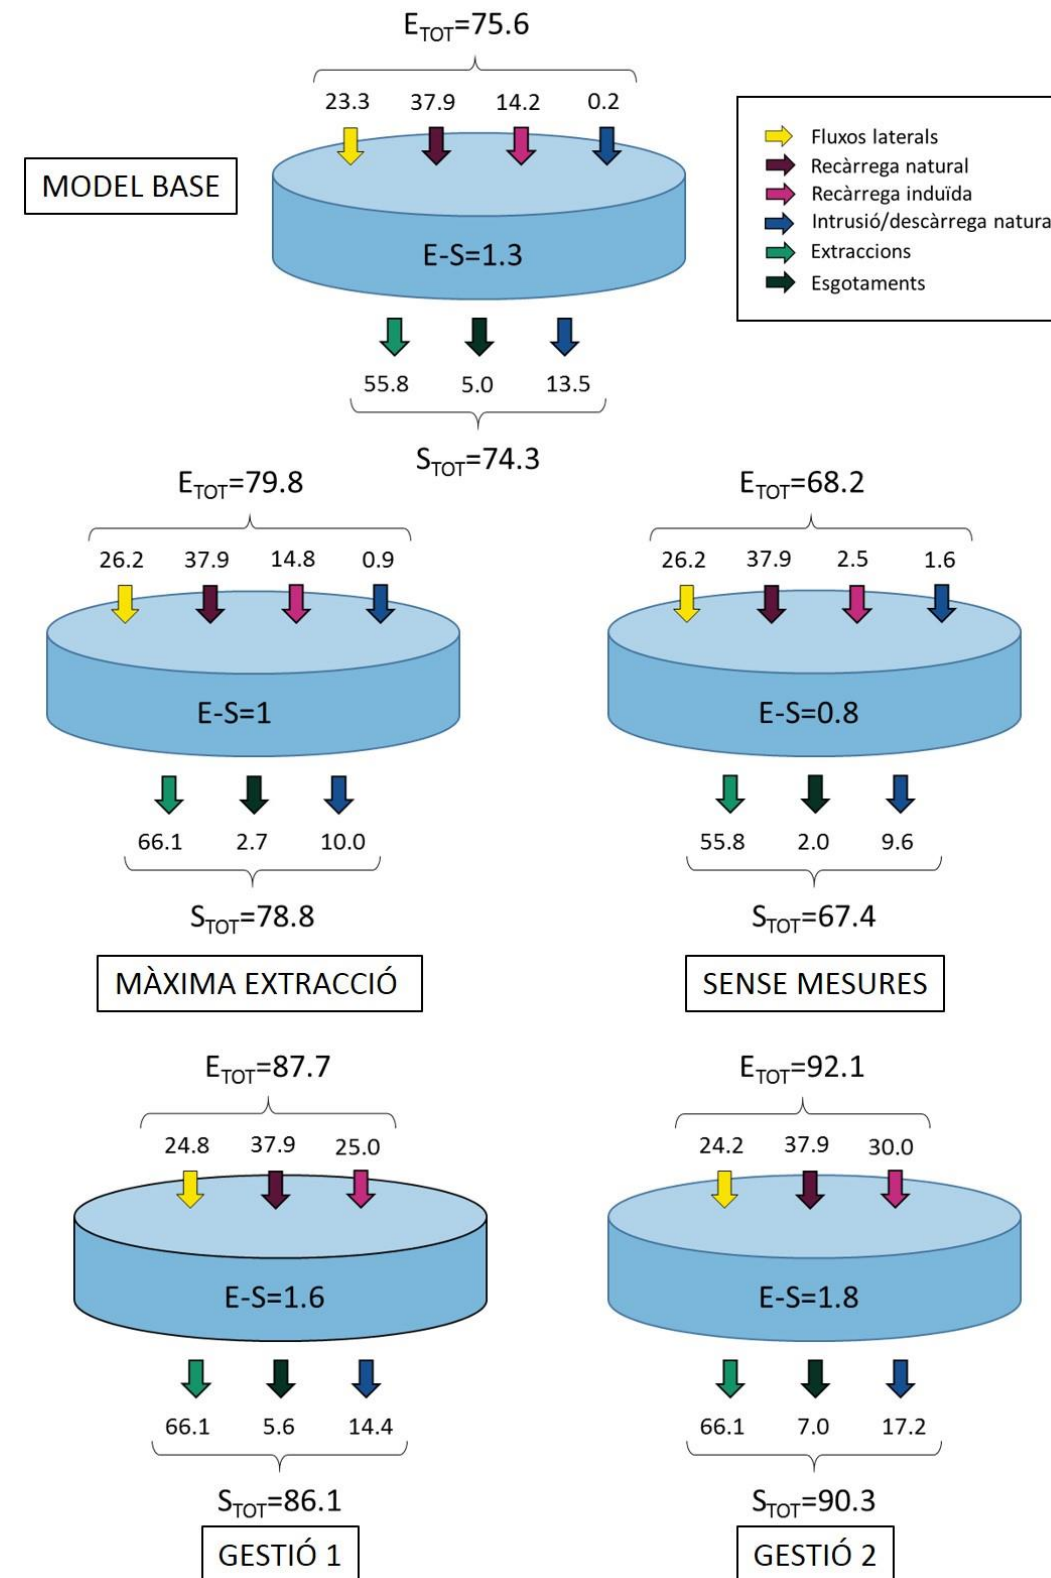 E_TOT=75.6
23.3 37.9 14.2 0.2
MODEL BASE
E-S=1.3
55.8 5.0 13.5
S_TOT=74.3
Fluxos laterals
Recàrrega natural
Recàrrega induïda
Intrusió/descàrrega natura
Extraccions
Esgotaments
E_TOT=79.8
26.2 37.9 14.8 0.9
E-S=1
66.1 2.7 10.0
S_TOT=78.8
MÀXIMA EXTRACCIÓ
E_TOT=68.2
26.2 37.9 2.5 1.6
E-S=0.8
55.8 2.0 9.6
S_TOT=67.4
SENSE MESURES
E_TOT=87.7
24.8 37.9 25.0
E-S=1.6
66.1 5.6 14.4
S_TOT=86.1
GESTIÓ 1
E_TOT=92.1
24.2 37.9 30.0
E-S=1.8
66.1 7.0 17.2
S_TOT=90.3
GESTIÓ 2